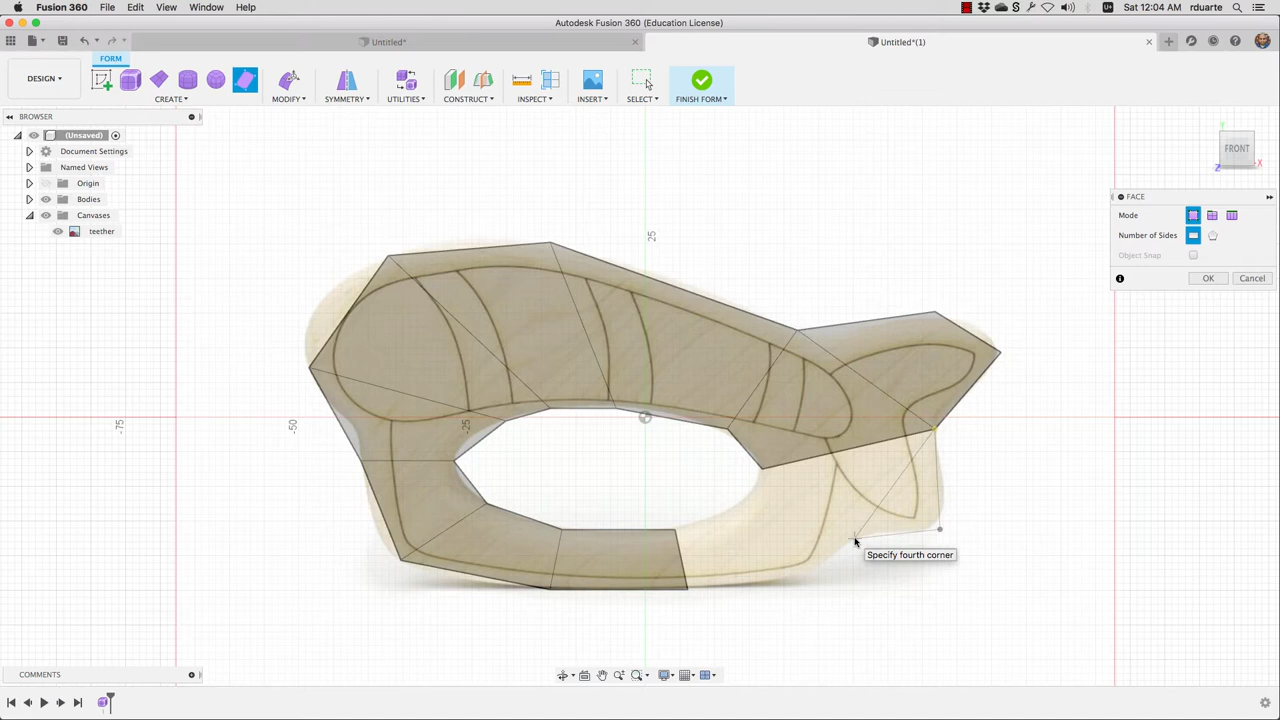 Fusion 360 File Edit View Window Help
Sat 12:04 AM rduarte
Autodesk Fusion 360 (Education License)
Untitled*
Untitled*(1)
FORM
DESIGN
CREATE
MODIFY
SYMMETRY
UTILITIES
CONSTRUCT
INSPECT
INSERT
SELECT
FINISH FORM
BROWSER
(Unsaved)
Document Settings
Named Views
Origin
Bodies
Canvases
teether
FRONT
Y
Z
X
FACE
Mode
Number of Sides
Object Snap
OK
Cancel
25
-75
-50
-25
Specify fourth corner
COMMENTS